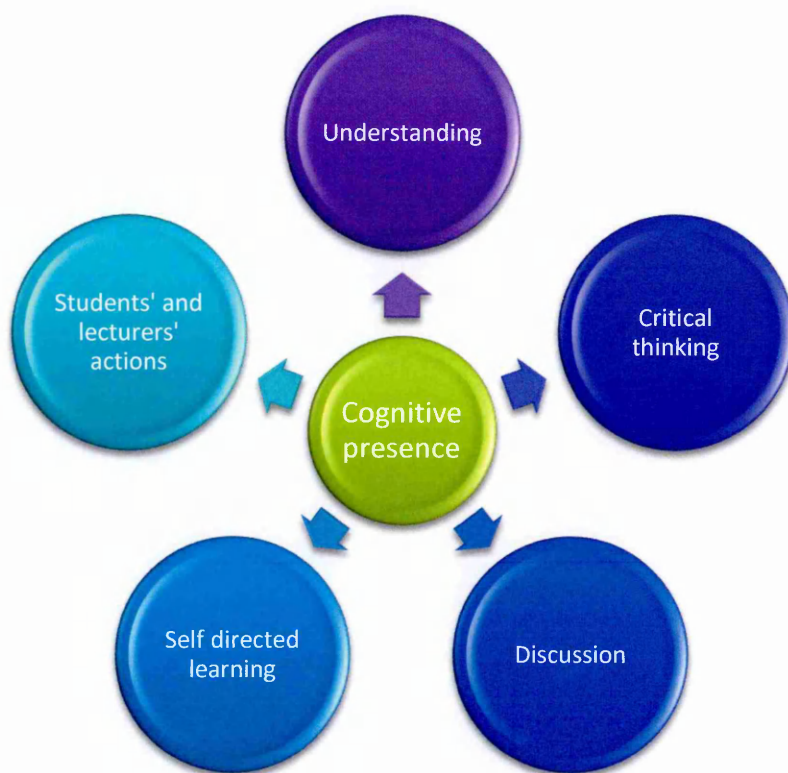 Understanding
Critical
thinking
Discussion
Self directed
learning
Students' and
lecturers'
actions
Cognitive
presence